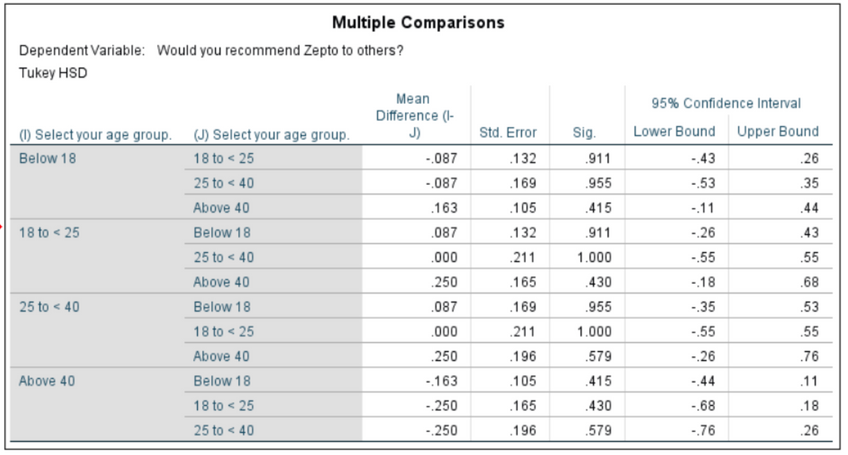 Multiple Comparisons
Dependent Variable: Would you recommend Zepto to others?
Tukey HSD
(I) Select your age group. (J) Select your age group. Mean Difference (I-J) Std. Error Sig. 95% Confidence Interval Lower Bound Upper Bound
Below 18 18 to < 25 -.087 .132 .911 -.43 .26
25 to < 40 -.087 .169 .955 -.53 .35
Above 40 .163 .105 .415 -.11 .44
18 to < 25 Below 18 .087 .132 .911 -.26 .43
25 to < 40 .000 .211 1.000 -.55 .55
Above 40 .250 .165 .430 -.18 .68
25 to < 40 Below 18 .087 .169 .955 -.35 .53
18 to < 25 .000 .211 1.000 -.55 .55
Above 40 .250 .196 .579 -.26 .76
Above 40 Below 18 -.163 .105 .415 -.44 .11
18 to < 25 -.250 .165 .430 -.68 .18
25 to < 40 -.250 .196 .579 -.76 .26